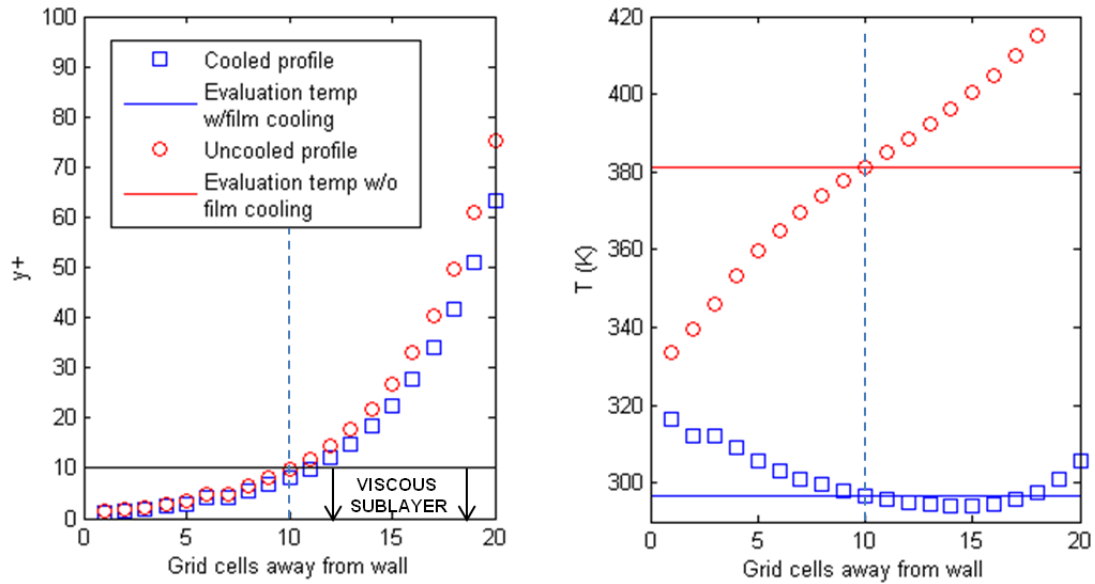 100
90
80
70
60
50
40
30
20
10
0
y+
Cooled profile
Evaluation temp
w/film cooling
Uncooled profile
Evaluation temp w/o
film cooling
VISCOUS
SUBLAYER
0 5 10 15 20
Grid cells away from wall
420
400
380
360
340
320
300
T (K)
0 5 10 15 20
Grid cells away from wall